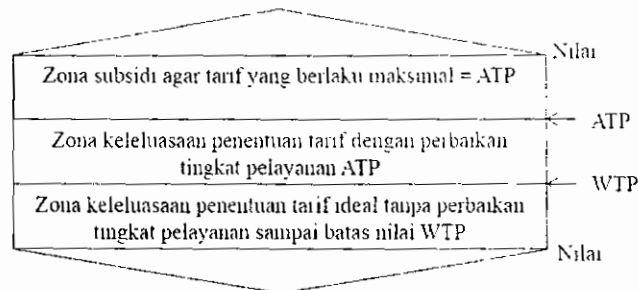 Nilai
Zona subsidi agar tarif yang berlaku maksimal = ATP
ATP
Zona keleluasaan penentuan tarif dengan perbaikan
tingkat pelayanan ATP
WTP
Zona keleluasaan penentuan tarif ideal tanpa perbaikan
tingkat pelayanan sampai batas nilai WTP
Nilai